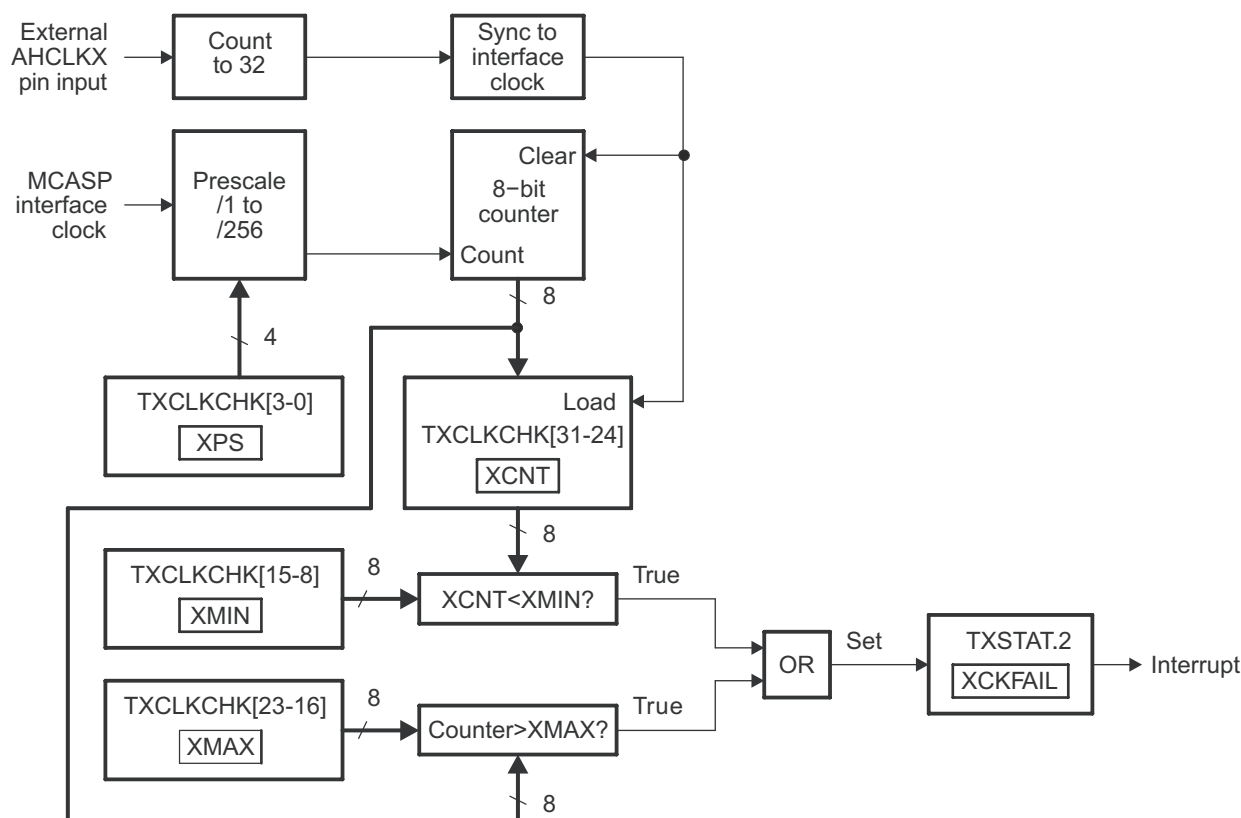 External
AHCLKX
pin input
Count
to 32
Sync to
interface
clock
MCASP
interface
clock
Prescale
/1 to
/256
Clear
8−bit
counter
Count
8
4
TXCLKCHK[3-0]
XPS
Load
TXCLKCHK[31-24]
XCNT
8
TXCLKCHK[15-8]
XMIN
8
XCNT<XMIN?
True
OR
Set
TXSTAT.2
XCKFAIL
Interrupt
TXCLKCHK[23-16]
XMAX
8
Counter>XMAX?
True
8